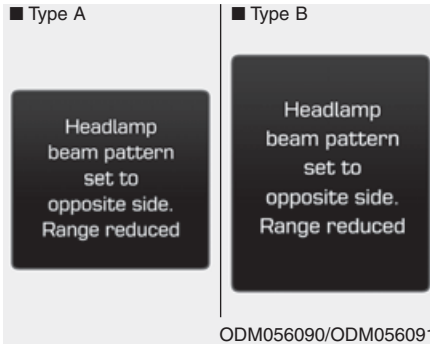 ■ Type A
Headlamp
beam pattern
set to
opposite side.
Range reduced
■ Type B
Headlamp
beam pattern
set to
opposite side.
Range reduced
ODM056090/ODM05609